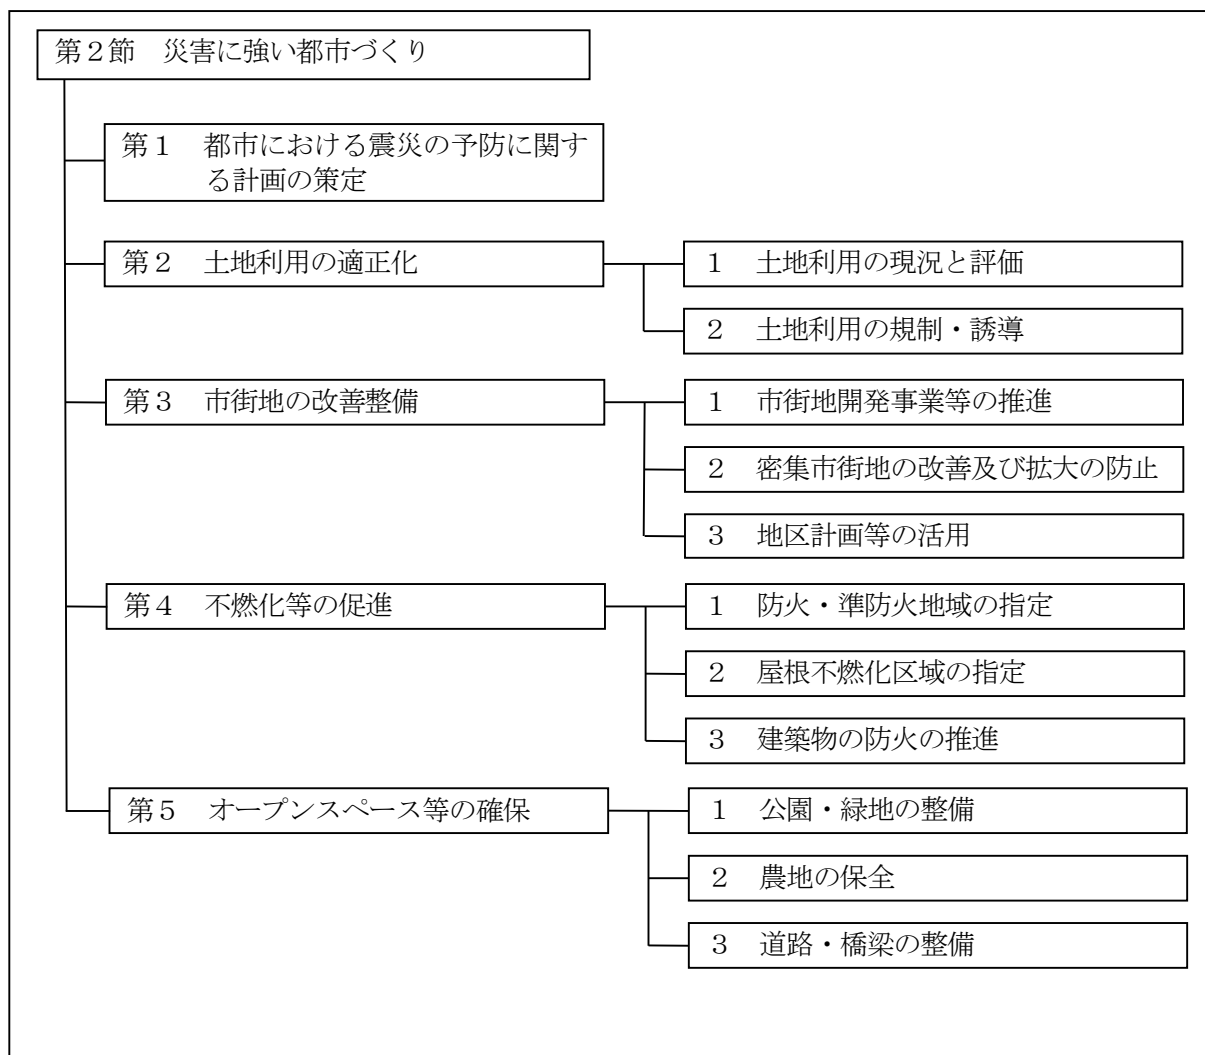 第２節　災害に強い都市づくり
第１　都市における震災の予防に関す
る計画の策定
第２　土地利用の適正化
１　土地利用の現況と評価
２　土地利用の規制・誘導
第３　市街地の改善整備
１　市街地開発事業等の推進
２　密集市街地の改善及び拡大の防止
３　地区計画等の活用
第４　不燃化等の促進
１　防火・準防火地域の指定
２　屋根不燃化区域の指定
３　建築物の防火の推進
第５　オープンスペース等の確保
１　公園・緑地の整備
２　農地の保全
３　道路・橋梁の整備